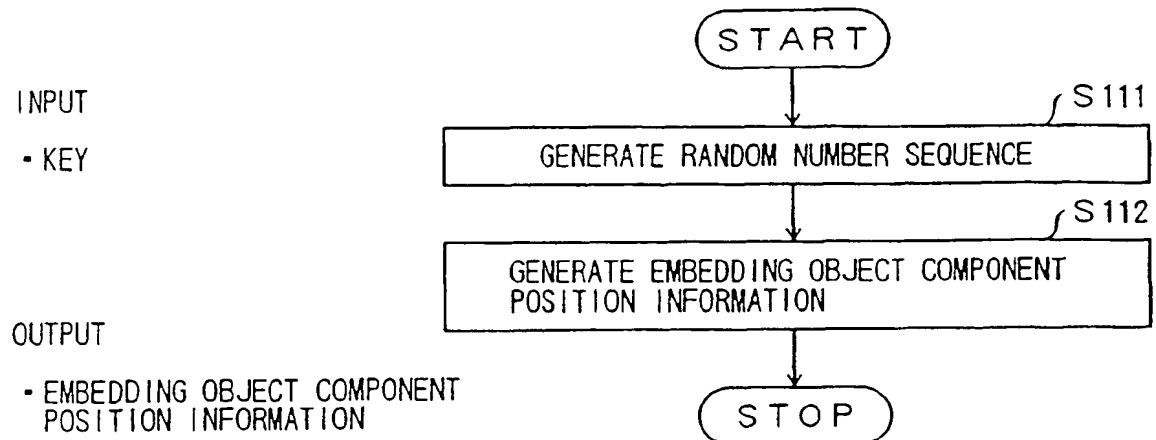 START
INPUT
- KEY
S111
GENERATE RANDOM NUMBER SEQUENCE
S112
GENERATE EMBEDDING OBJECT COMPONENT
POSITION INFORMATION
OUTPUT
- EMBEDDING OBJECT COMPONENT
POSITION INFORMATION
STOP